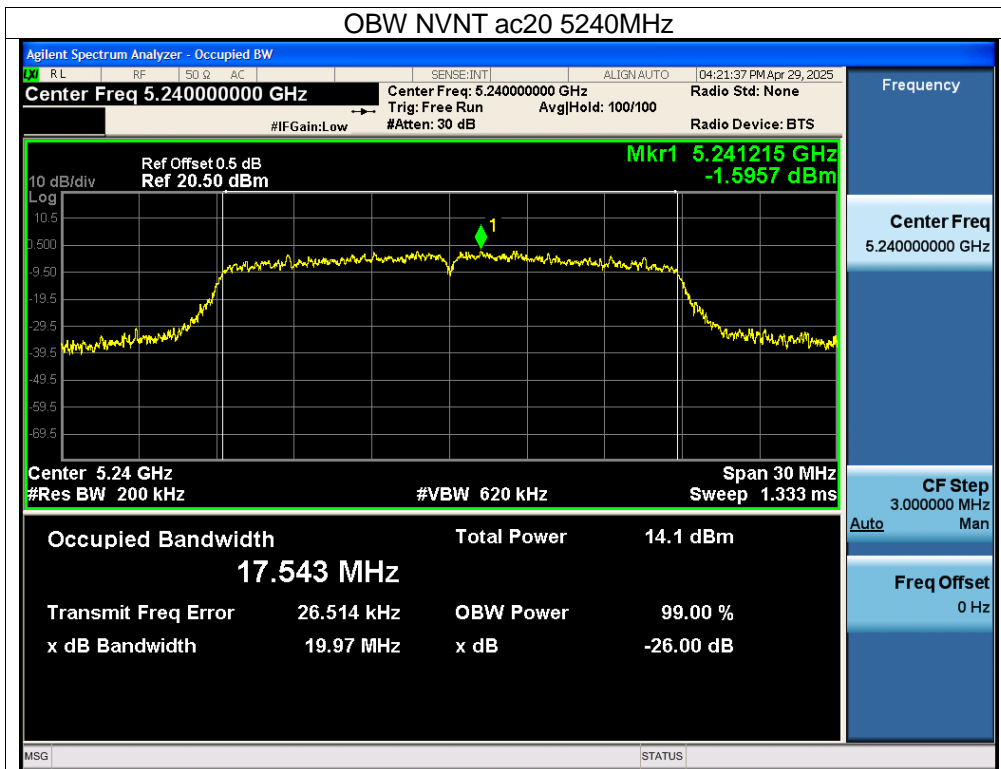 OBW NVNT ac20 5240MHz
Agilent Spectrum Analyzer - Occupied BW
LXI RL RF 50 Ω AC SENSE:INT ALIGN AUTO 04:21:37 PM Apr 29, 2025
Center Freq 5.240000000 GHz Center Freq: 5.240000000 GHz Radio Std: None
Trig: Free Run Avg|Hold: 100/100
#IFGain:Low #Atten: 30 dB Radio Device: BTS
Ref Offset 0.5 dB Mkr1 5.241215 GHz
10 dB/div Ref 20.50 dBm -1.5957 dBm
Log
10.5
0.500
-9.50
-19.5
-29.5
-39.5
-49.5
-59.5
-69.5
1
Center 5.24 GHz Span 30 MHz
#Res BW 200 kHz #VBW 620 kHz Sweep 1.333 ms
Occupied Bandwidth Total Power 14.1 dBm
17.543 MHz
Transmit Freq Error 26.514 kHz OBW Power 99.00 %
x dB Bandwidth 19.97 MHz x dB -26.00 dB
Frequency
Center Freq
5.240000000 GHz
CF Step
3.000000 MHz
Auto Man
Freq Offset
0 Hz
MSG STATUS